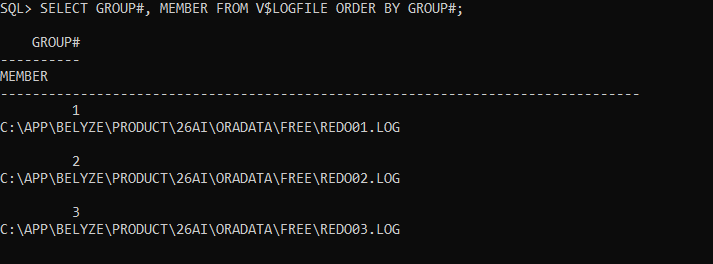 SQL> SELECT GROUP#, MEMBER FROM V$LOGFILE ORDER BY GROUP#;
GROUP#
----------
MEMBER
--------------------------------------------------------------------------------
1
C:\APP\BELYZE\PRODUCT\26AI\ORADATA\FREE\REDO01.LOG
2
C:\APP\BELYZE\PRODUCT\26AI\ORADATA\FREE\REDO02.LOG
3
C:\APP\BELYZE\PRODUCT\26AI\ORADATA\FREE\REDO03.LOG